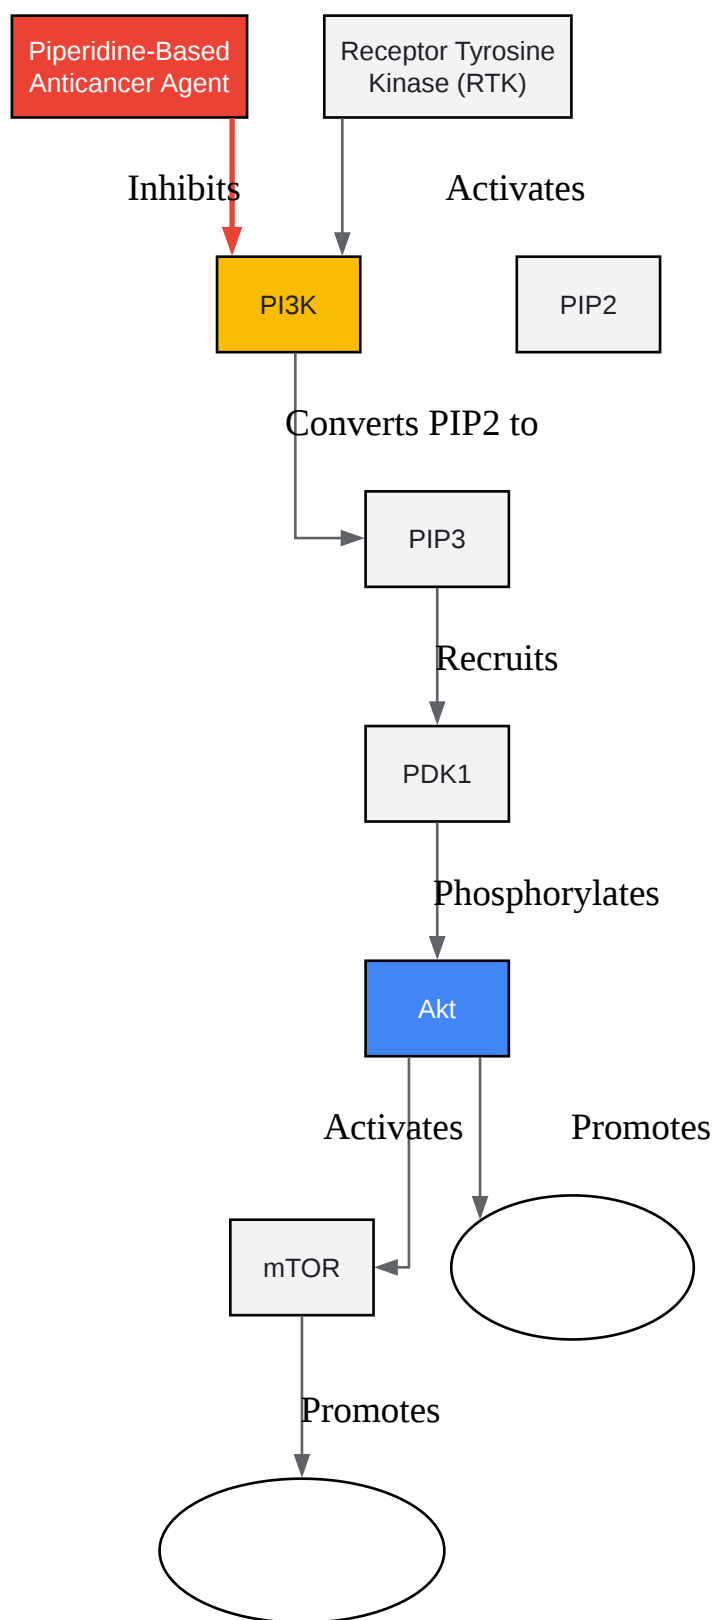 Piperidine-Based
Anticancer Agent
Receptor Tyrosine
Kinase (RTK)
Inhibits
Activates
PI3K
PIP2
Converts PIP2 to
PIP3
Recruits
PDK1
Phosphorylates
Akt
Activates
Promotes
mTOR
Promotes